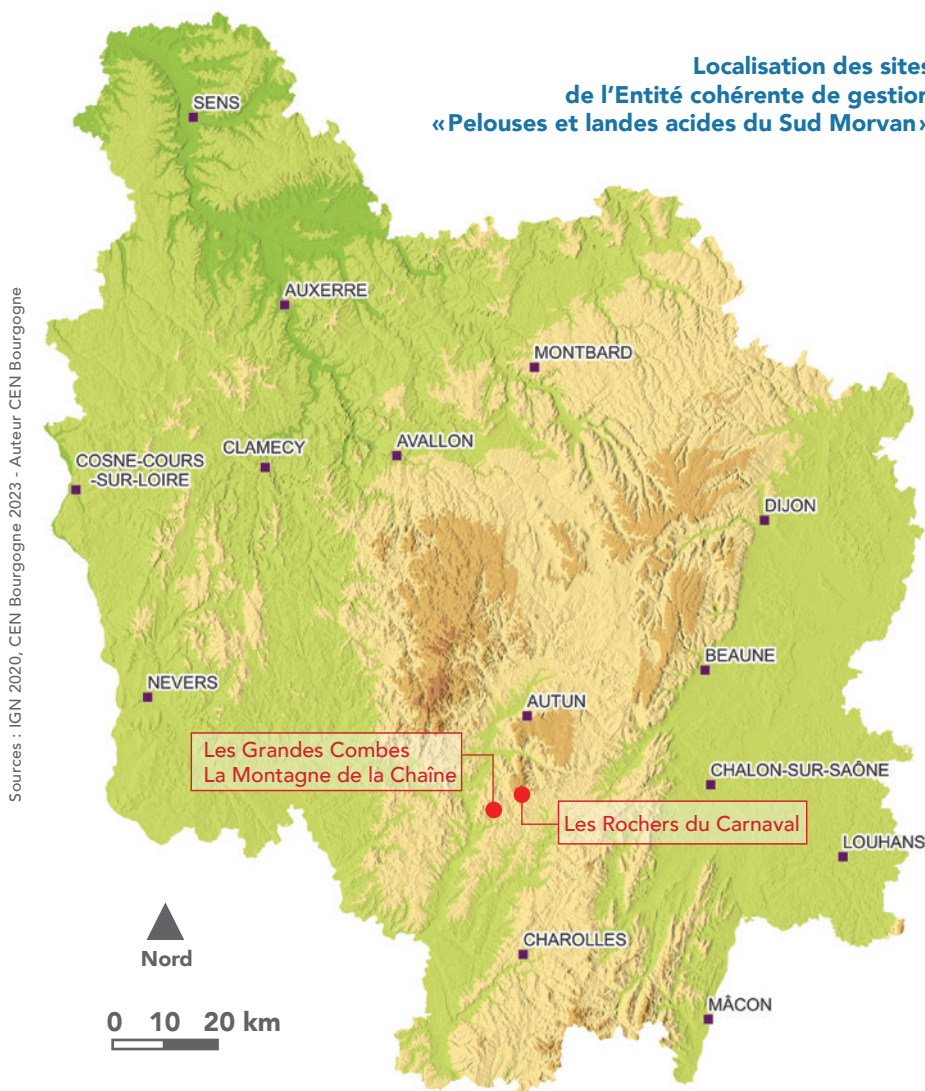 Localisation des sites
de l'Entité cohérente de gestion
«Pelouses et landes acides du Sud Morvan»
SENS
AUXERRE
MONTBARD
AVALLON
CLAMECY
COSNE-COURS
-SUR-LOIRE
DIJON
BEAUNE
NEVERS
AUTUN
Les Grandes Combes
La Montagne de la Chaîne
CHALON-SUR-SAÔNE
Les Rochers du Carnaval
LOUHANS
CHAROLLES
MÂCON
Nord
0 10 20 km
Sources : IGN 2020, CEN Bourgogne 2023 - Auteur CEN Bourgogne